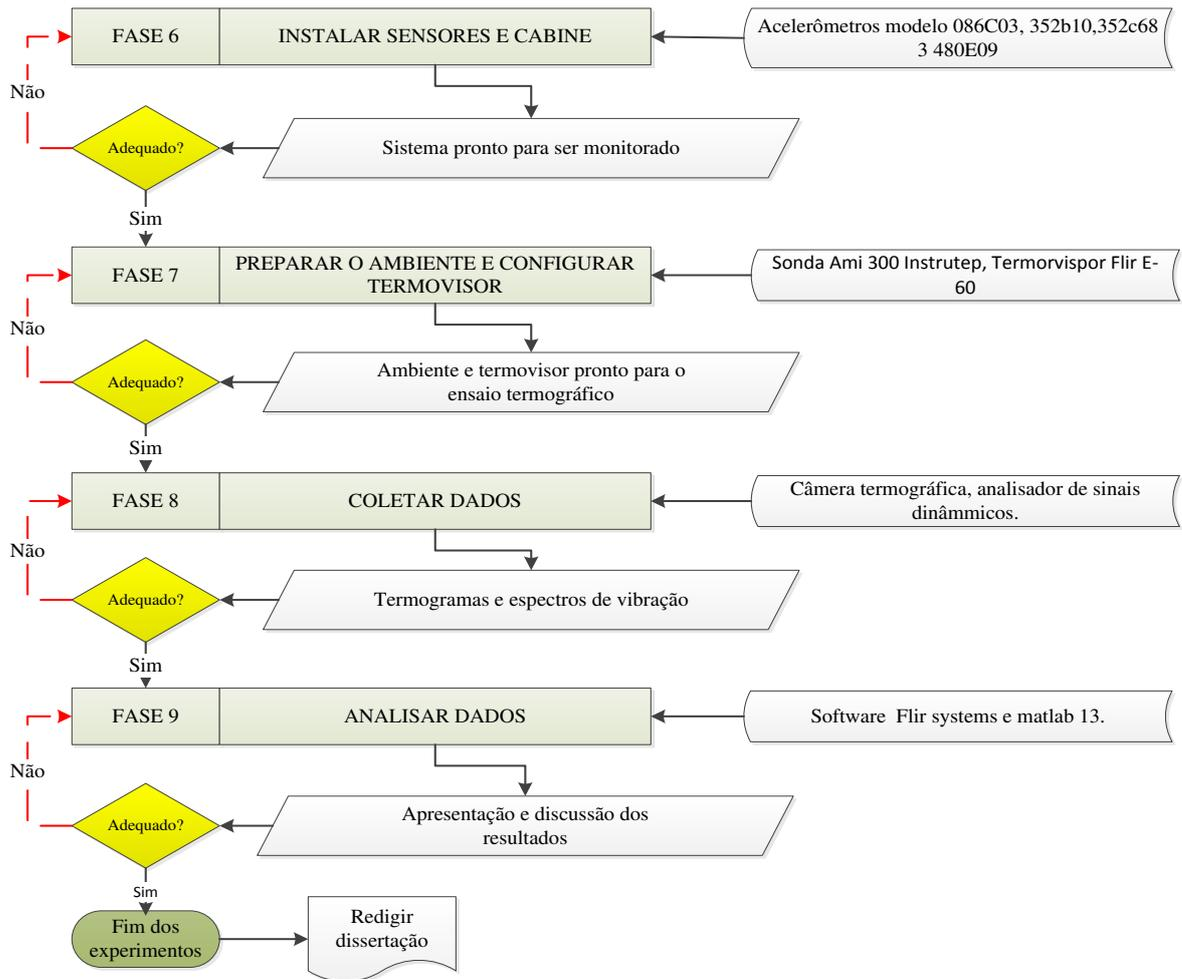 FASE 6
INSTALAR SENSORES E CABINE
Acelerômetros modelo 086C03, 352b10,352c68
3 480E09
Não
Adequado?
Sistema pronto para ser monitorado
Sim
FASE 7
PREPARAR O AMBIENTE E CONFIGURAR
TERMOVISOR
Sonda Ami 300 Instrutep, Termorvispor Flir E-
60
Não
Adequado?
Ambiente e termovisor pronto para o
ensaio termográfico
Sim
FASE 8
COLETAR DADOS
Câmera termográfica, analisador de sinais
dinâmmicos.
Não
Adequado?
Termogramas e espectros de vibração
Sim
FASE 9
ANALISAR DADOS
Software  Flir systems e matlab 13.
Não
Adequado?
Apresentação e discussão dos
resultados
Sim
Fim dos
experimentos
Redigir
dissertação